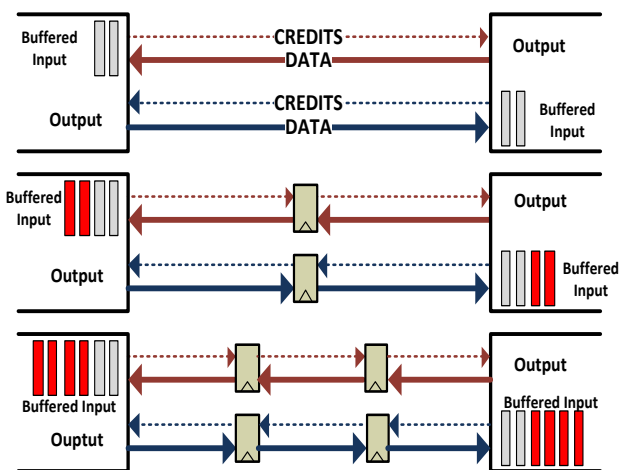 Buffered
Input
CREDITS
DATA
Output
Output
CREDITS
DATA
Buffered
Input
Buffered
Input
Output
Output
Buffered
Input
Buffered Input
Ouptut
Output
Buffered Input